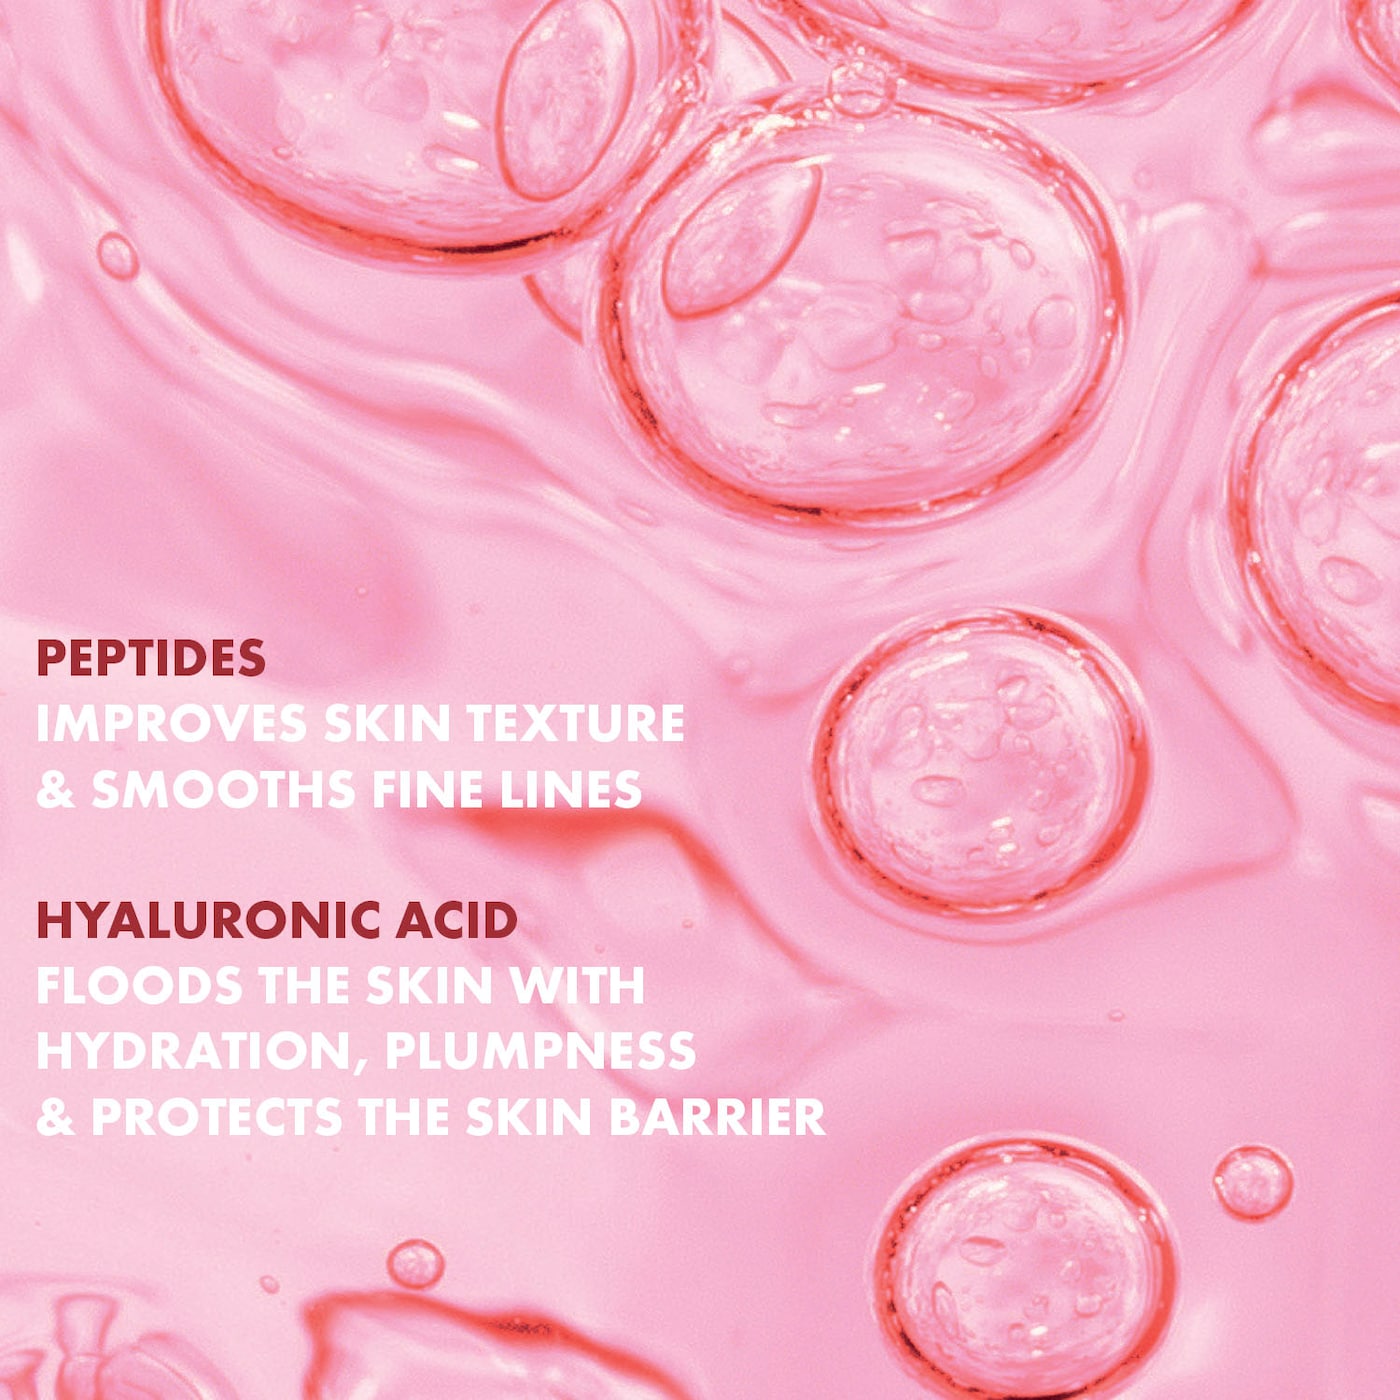 PEPTIDES
IMPROVES SKIN TEXTURE
& SMOOTHS FINE LINES
HYALURONIC ACID
FLOODS THE SKIN WITH
HYDRATION, PLUMPNESS
& PROTECTS THE SKIN BARRIER